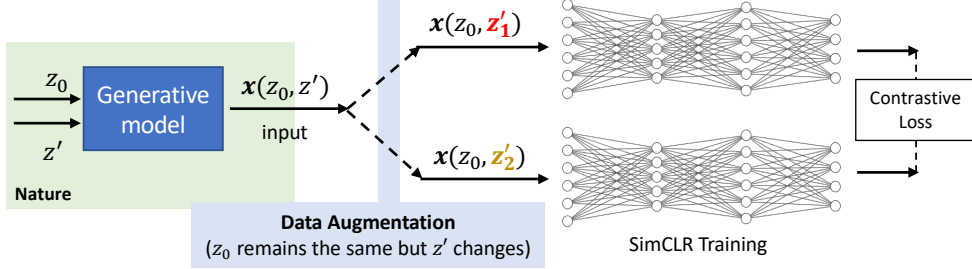 z₀
z′
Generative
model
x(z₀, z′)
input
Nature
x(z₀, z′₁)
x(z₀, z′₂)
Data Augmentation
(z₀ remains the same but z′ changes)
SimCLR Training
Contrastive
Loss